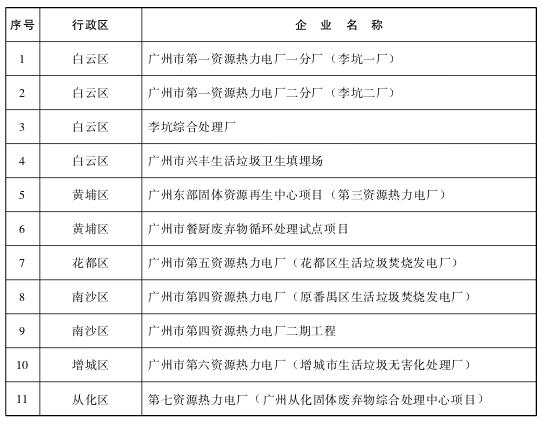 序号 行政区 企业名称
1 白云区 广州市第一资源热力电厂一分厂（李坑一厂）
2 白云区 广州市第一资源热力电厂二分厂（李坑二厂）
3 白云区 李坑综合处理厂
4 白云区 广州市兴丰生活垃圾卫生填埋场
5 黄埔区 广州东部固体资源再生中心项目（第三资源热力电厂）
6 黄埔区 广州市餐厨废弃物循环处理试点项目
7 花都区 广州市第五资源热力电厂（花都区生活垃圾焚烧发电厂）
8 南沙区 广州市第四资源热力电厂（原番禺区生活垃圾焚烧发电厂）
9 南沙区 广州市第四资源热力电厂二期工程
10 增城区 广州市第六资源热力电厂（增城市生活垃圾无害化处理厂）
11 从化区 第七资源热力电厂（广州从化固体废弃物综合处理中心项目）